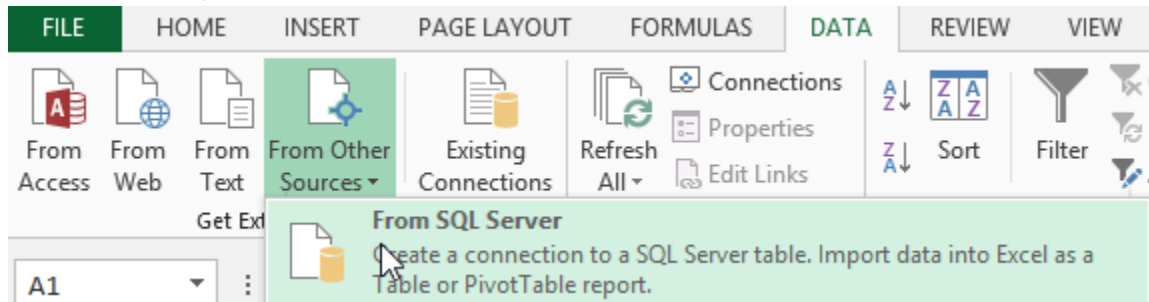 FILE HOME INSERT PAGE LAYOUT FORMULAS DATA REVIEW VIEW
From Access
From Web
From Text
From Other Sources
Existing Connections
Refresh All
Connections
Properties
Edit Links
Sort
Filter
Get Ext
From SQL Server
Create a connection to a SQL Server table. Import data into Excel as a
Table or PivotTable report.
A1